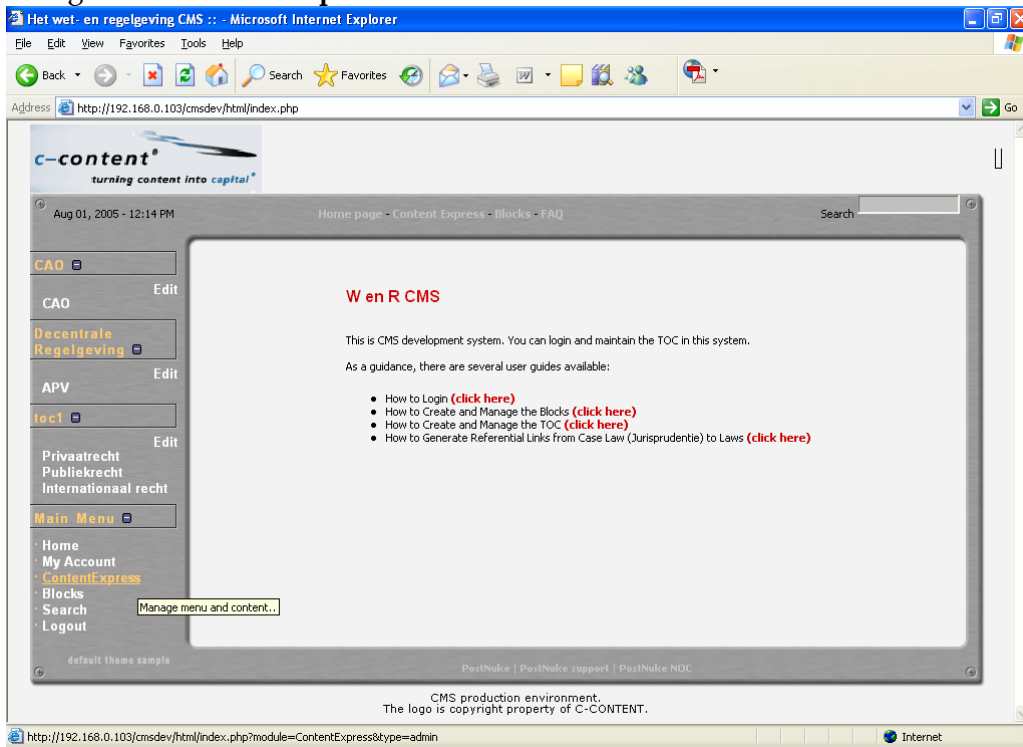 Het wet- en regelgeving CMS :: - Microsoft Internet Explorer
File Edit View Favorites Tools Help
Back Search Favorites
Address http://192.168.0.103/cmsdev/html/index.php Go
c-content®
turning content into capital®
Aug 01, 2005 - 12:14 PM Home page - Content Express - Blocks - FAQ Search
CAO
Edit
CAO
Decentrale
Regelgeving
Edit
APV
toc1
Edit
Privaatrecht
Publiekrecht
Internationaal recht
Main Menu
· Home
· My Account
· ContentExpress
· Blocks
· Search
· Logout
Manage menu and content..
default theme sample
W en R CMS
This is CMS development system. You can login and maintain the TOC in this system.
As a guidance, there are several user guides available:
• How to Login (click here)
• How to Create and Manage the Blocks (click here)
• How to Create and Manage the TOC (click here)
• How to Generate Referential Links from Case Law (Jurisprudentie) to Laws (click here)
PostNuke | PostNuke support | PostNuke NOC
CMS production environment.
The logo is copyright property of C-CONTENT.
http://192.168.0.103/cmsdev/html/index.php?module=ContentExpress&type=admin Internet